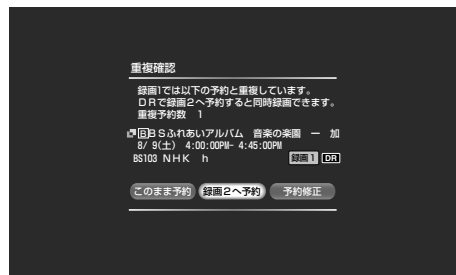 重複確認
録画1では以下の予約と重複しています。
DRで録画2へ予約すると同時録画できます。
重複予約数 1
BBSふれあいアルバム 音楽の楽園 ー 加
8/ 9(土) 4:00:00PM- 4:45:00PM
BS103 NHK h 録画1 DR
このまま予約 録画2へ予約 予約修正